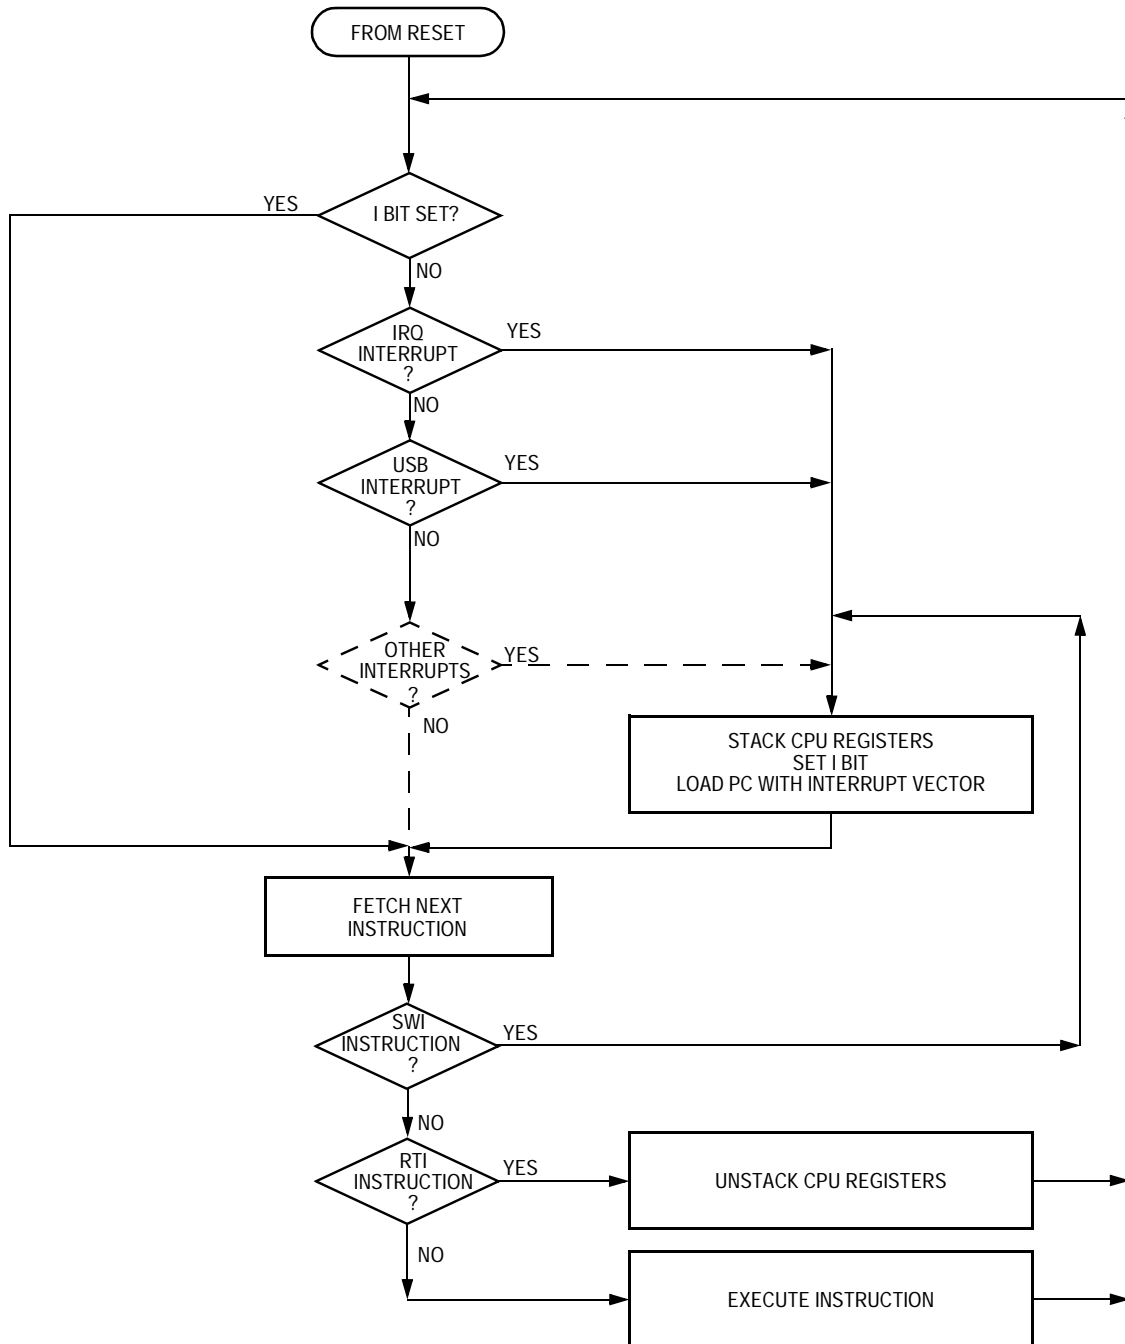 FROM RESET
YES
I BIT SET?
NO
IRQ
INTERRUPT
?
YES
NO
USB
INTERRUPT
?
YES
NO
OTHER
INTERRUPTS
?
YES
NO
STACK CPU REGISTERS
SET I BIT
LOAD PC WITH INTERRUPT VECTOR
FETCH NEXT
INSTRUCTION
SWI
INSTRUCTION
?
YES
NO
RTI
INSTRUCTION
?
YES
UNSTACK CPU REGISTERS
NO
EXECUTE INSTRUCTION